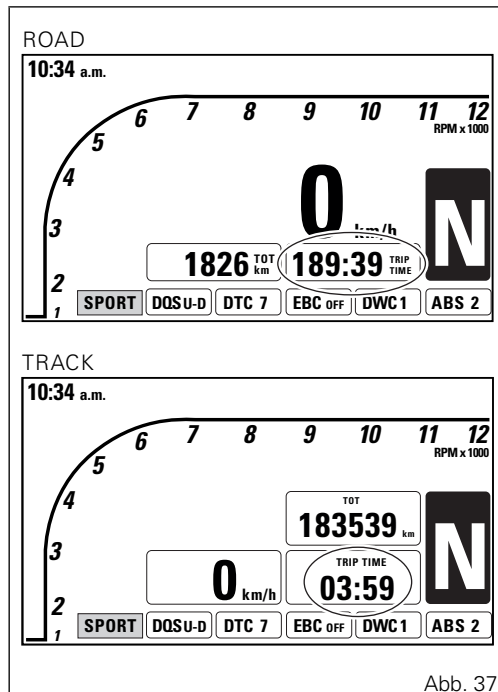 ROAD
10:34 a.m.
1 2 3 4 5 6 7 8 9 10 11 12
RPM x 1000
0
km/h
N
1826 TOT km 189:39 TRIP TIME
SPORT DQS U-D DTC 7 EBC OFF DWC 1 ABS 2
TRACK
10:34 a.m.
1 2 3 4 5 6 7 8 9 10 11 12
RPM x 1000
TOT
183539 km
N
TRIP TIME
0 km/h 03:59
SPORT DQS U-D DTC 7 EBC OFF DWC 1 ABS 2
Abb. 37